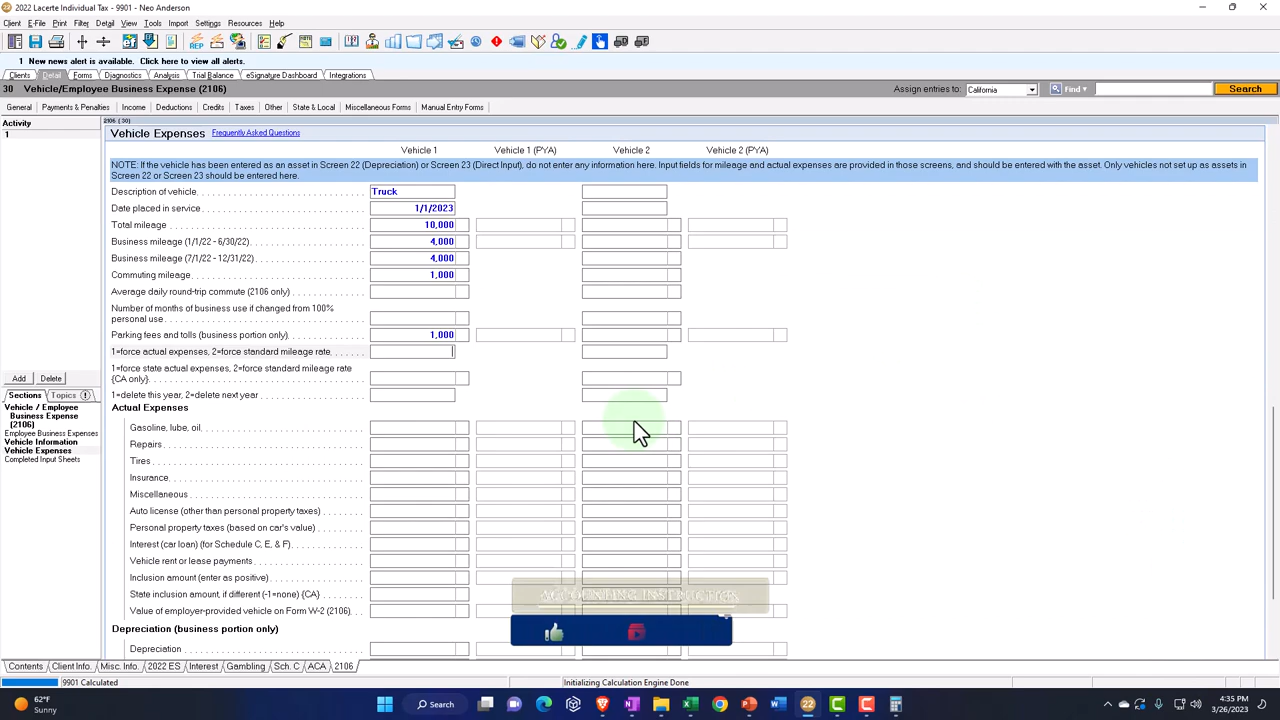 2022 Lacerte Individual Tax - 9901 - Neo Anderson
Client E-File Print Filter Detail View Tools Import Settings Resources Help
1 New news alert is available. Click here to view all alerts.
Clients Detail Forms Diagnostics Analysis Trial Balance eSignature Dashboard Integrations
30 Vehicle/Employee Business Expense (2106) Assign entries to: California Find Search
General Payments & Penalties Income Deductions Credits Taxes Other State & Local Miscellaneous Forms Manual Entry Forms
Activity
1
Add Delete
Sections Topics
Vehicle / Employee
Business Expense
(2106)
Employee Business Expenses
Vehicle Information
Vehicle Expenses
Completed Input Sheets
2106 (30)
Vehicle Expenses Frequently Asked Questions
Vehicle 1 Vehicle 1 (PYA) Vehicle 2 Vehicle 2 (PYA)
NOTE: If the vehicle has been entered as an asset in Screen 22 (Depreciation) or Screen 23 (Direct Input), do not enter any information here. Input fields for mileage and actual expenses are provided in those screens, and should be entered with the asset. Only vehicles not set up as assets in
Screen 22 or Screen 23 should be entered here.
Description of vehicle Truck
Date placed in service 1/1/2023
Total mileage 10,000
Business mileage (1/1/22 - 6/30/22) 4,000
Business mileage (7/1/22 - 12/31/22) 4,000
Commuting mileage 1,000
Average daily round-trip commute (2106 only)
Number of months of business use if changed from 100%
personal use
Parking fees and tolls (business portion only) 1,000
1=force actual expenses, 2=force standard mileage rate
1=force state actual expenses, 2=force standard mileage rate
{CA only}
1=delete this year, 2=delete next year
Actual Expenses
Gasoline, lube, oil
Repairs
Tires
Insurance
Miscellaneous
Auto license (other than personal property taxes)
Personal property taxes (based on car's value)
Interest (car loan) (for Schedule C, E, & F)
Vehicle rent or lease payments
Inclusion amount (enter as positive)
State inclusion amount, if different (-1=none) {CA}
Value of employer-provided vehicle on Form W-2 (2106)
Depreciation (business portion only)
Depreciation
ACCOUNTING INSTRUCTION
Contents Client Info. Misc. Info. 2022 ES Interest Gambling Sch. C ACA 2106
9901 Calculated Initializing Calculation Engine Done
62°F
Sunny
Search
4:35 PM
3/26/2023